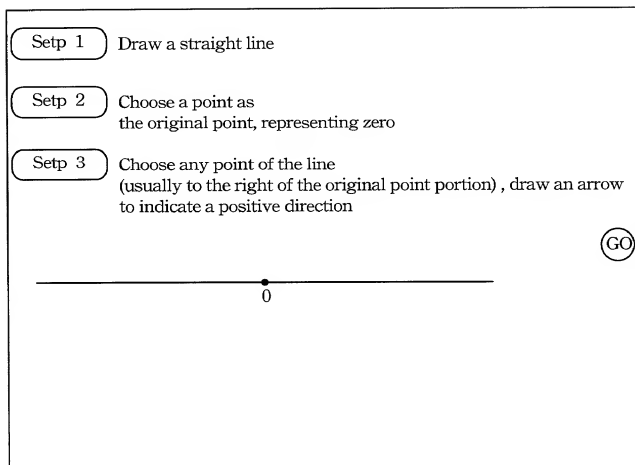 Setp 1 Draw a straight line
Setp 2 Choose a point as
the original point, representing zero
Setp 3 Choose any point of the line
(usually to the right of the original point portion) , draw an arrow
to indicate a positive direction
GO
0